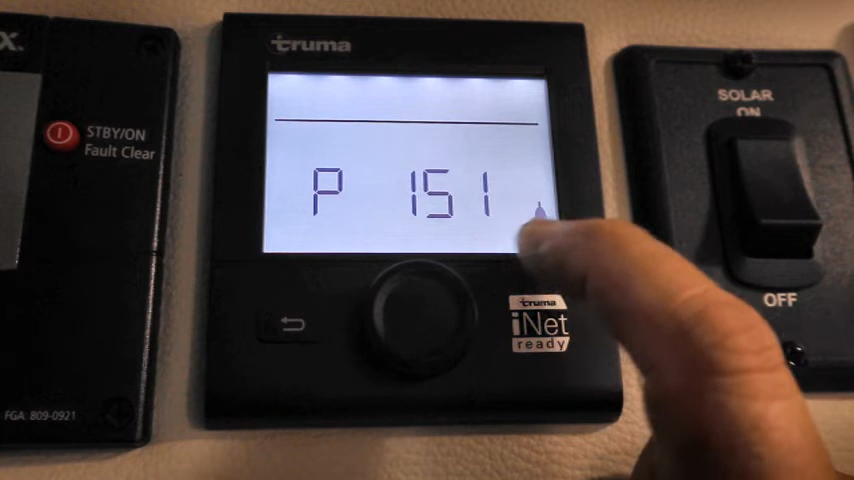 X.
STBY/ON
Fault Clear
FGA 809-0921
truma
P 151
truma
iNet
ready
SOLAR
ON
OFF